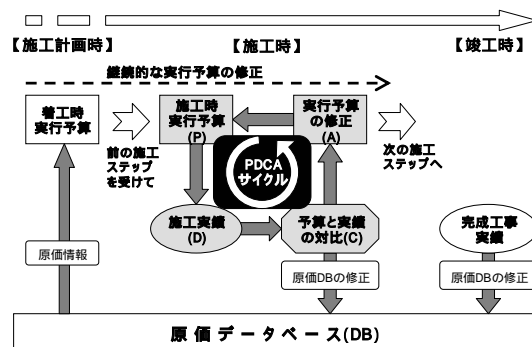 【施工計画時】
【施工時】
【竣工時】
継続的な実行予算の修正
着工時
実行予算
施工時
実行予算
(P)
実行予算
の修正
(A)
前の施工
ステップ
を受けて
PDCA
サイクル
次の施工
ステップへ
施工実績
(D)
予算と実績
の対比(C)
完成工事
実績
原価情報
原価DBの修正
原価DBの修正
原価データベース(DB)